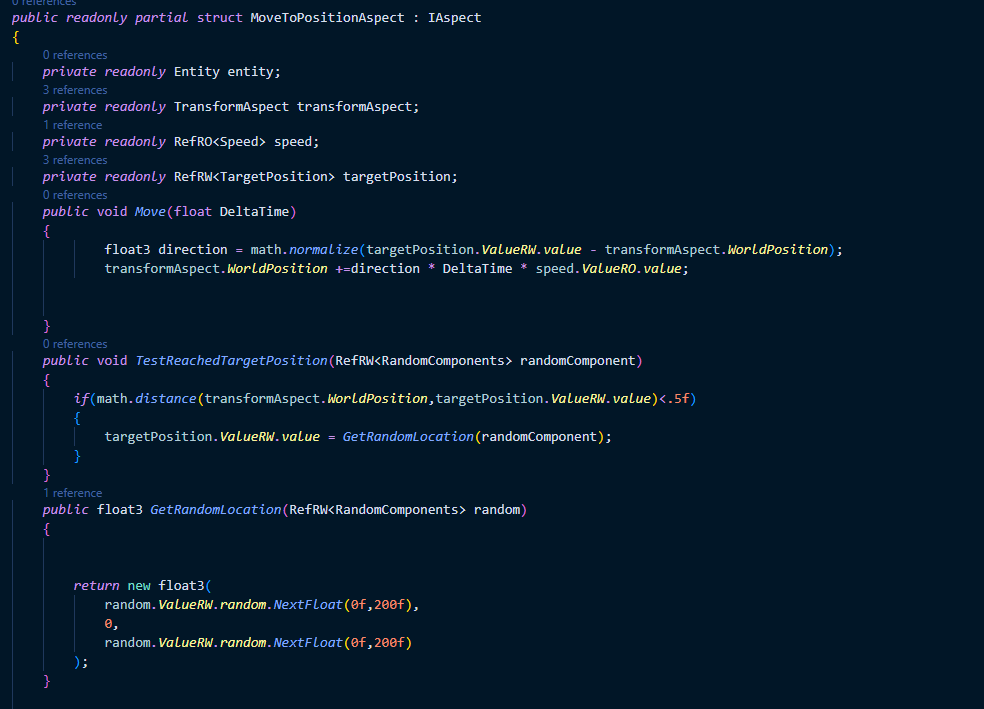 0 references
public readonly partial struct MoveToPositionAspect : IAspect
{
0 references
private readonly Entity entity;
3 references
private readonly TransformAspect transformAspect;
1 reference
private readonly RefRO<Speed> speed;
3 references
private readonly RefRW<TargetPosition> targetPosition;
0 references
public void Move(float DeltaTime)
{
float3 direction = math.normalize(targetPosition.ValueRW.value - transformAspect.WorldPosition);
transformAspect.WorldPosition +=direction * DeltaTime * speed.ValueRO.value;
}
0 references
public void TestReachedTargetPosition(RefRW<RandomComponents> randomComponent)
{
if(math.distance(transformAspect.WorldPosition,targetPosition.ValueRW.value)<.5f)
{
targetPosition.ValueRW.value = GetRandomLocation(randomComponent);
}
}
1 reference
public float3 GetRandomLocation(RefRW<RandomComponents> random)
{
return new float3(
random.ValueRW.random.NextFloat(0f,200f),
0,
random.ValueRW.random.NextFloat(0f,200f)
);
}